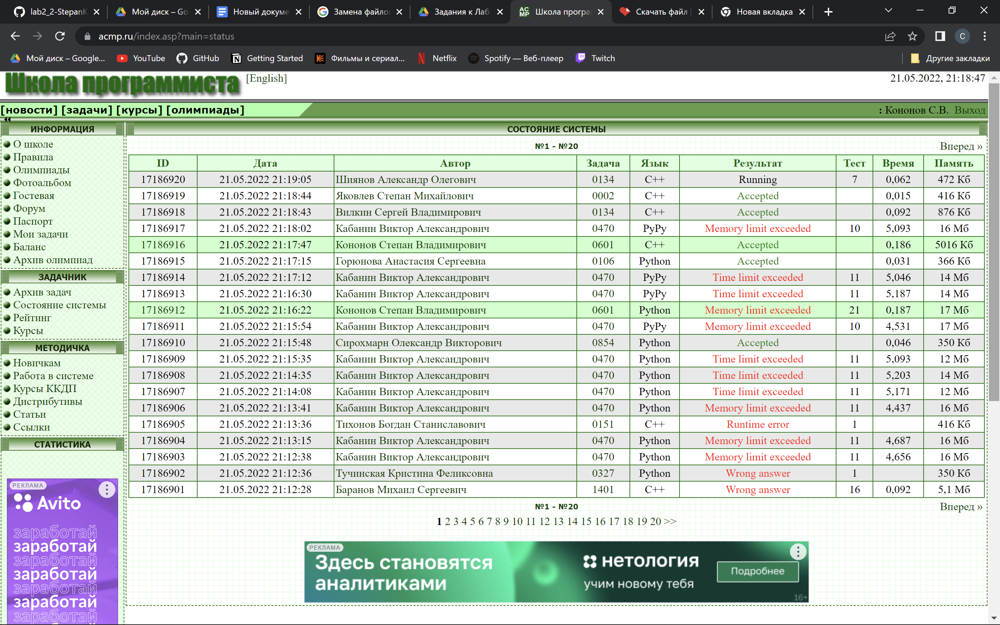 lab2_2-StepanK
Мой диск – Go
Новый докуме
Замена файлов
Задания к Лаб.
Школа програ
Скачать файл |
Новая вкладка
acmp.ru/index.asp?main=status
C
Мой диск – Google...
YouTube
GitHub
Getting Started
Фильмы и сериал...
Netflix
Spotify — Веб-плеер
Twitch
Другие закладки
Школа программиста
[English]
21.05.2022, 21:18:47
[новости] [задачи] [курсы] [олимпиады]
: Кононов С.В. Выход
ИНФОРМАЦИЯ
О школе
Правила
Олимпиады
Фотоальбом
Гостевая
Форум
Паспорт
Мои задачи
Баланс
Архив олимпиад
ЗАДАЧНИК
Архив задач
Состояние системы
Рейтинг
Курсы
МЕТОДИЧКА
Новичкам
Работа в системе
Курсы ККДП
Дистрибутивы
Статьи
Ссылки
СТАТИСТИКА
РЕКЛАМА
Avito
заработай
заработай
заработай
заработай
заработай
заработай
заработай
СОСТОЯНИЕ СИСТЕМЫ
№1 - №20
Вперед »
ID Дата Автор Задача Язык Результат Тест Время Память
17186920 21.05.2022 21:19:05 Шиянов Александр Олегович 0134 C++ Running 7 0,062 472 Кб
17186919 21.05.2022 21:18:44 Яковлев Степан Михайлович 0002 C++ Accepted 0,015 416 Кб
17186918 21.05.2022 21:18:43 Вилкин Сергей Владимирович 0134 C++ Accepted 0,092 876 Кб
17186917 21.05.2022 21:18:02 Кабанин Виктор Александрович 0470 PyPy Memory limit exceeded 10 5,093 16 Мб
17186916 21.05.2022 21:17:47 Кононов Степан Владимирович 0601 C++ Accepted 0,186 5016 Кб
17186915 21.05.2022 21:17:15 Горюнова Анастасия Сергеевна 0106 Python Accepted 0,031 366 Кб
17186914 21.05.2022 21:17:12 Кабанин Виктор Александрович 0470 PyPy Time limit exceeded 11 5,046 14 Мб
17186913 21.05.2022 21:16:30 Кабанин Виктор Александрович 0470 PyPy Time limit exceeded 11 5,187 14 Мб
17186912 21.05.2022 21:16:22 Кононов Степан Владимирович 0601 Python Memory limit exceeded 21 0,187 17 Мб
17186911 21.05.2022 21:15:54 Кабанин Виктор Александрович 0470 PyPy Memory limit exceeded 10 4,531 17 Мб
17186910 21.05.2022 21:15:48 Сирохмарн Олександр Викторович 0854 Python Accepted 0,046 350 Кб
17186909 21.05.2022 21:15:35 Кабанин Виктор Александрович 0470 Python Time limit exceeded 11 5,093 12 Мб
17186908 21.05.2022 21:14:35 Кабанин Виктор Александрович 0470 Python Time limit exceeded 11 5,203 14 Мб
17186907 21.05.2022 21:14:08 Кабанин Виктор Александрович 0470 Python Time limit exceeded 11 5,171 12 Мб
17186906 21.05.2022 21:13:41 Кабанин Виктор Александрович 0470 Python Memory limit exceeded 11 4,437 16 Мб
17186905 21.05.2022 21:13:36 Тихонов Богдан Станиславович 0151 C++ Runtime error 1 416 Кб
17186904 21.05.2022 21:13:15 Кабанин Виктор Александрович 0470 Python Memory limit exceeded 11 4,687 16 Мб
17186903 21.05.2022 21:12:38 Кабанин Виктор Александрович 0470 Python Memory limit exceeded 11 4,656 16 Мб
17186902 21.05.2022 21:12:36 Тучинская Кристина Феликсовна 0327 Python Wrong answer 1 350 Кб
17186901 21.05.2022 21:12:28 Баранов Михаил Сергеевич 1401 C++ Wrong answer 16 0,092 5,1 Мб
№1 - №20
Вперед »
1 2 3 4 5 6 7 8 9 10 11 12 13 14 15 16 17 18 19 20 >>
РЕКЛАМА
Здесь становятся
аналитиками
нетология
учим новому тебя
Подробнее
16+